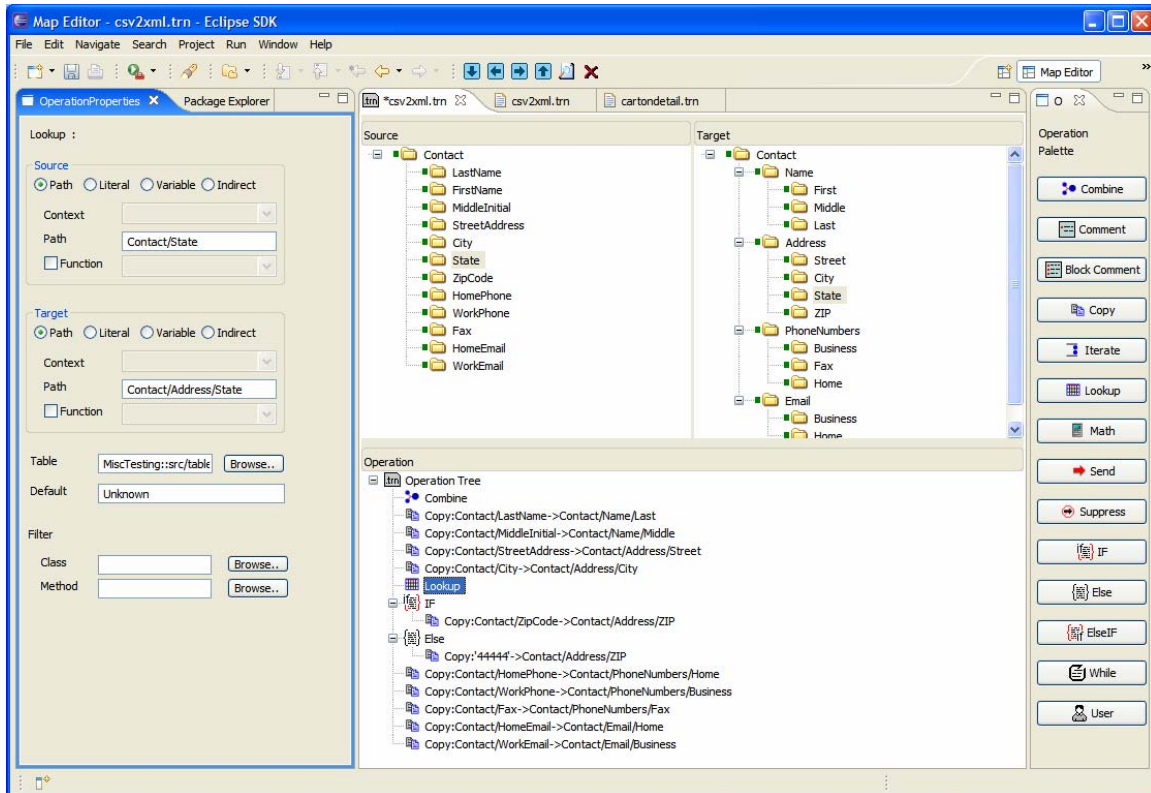 Map Editor - csv2xml.trn - Eclipse SDK
File Edit Navigate Search Project Run Window Help
Map Editor »
OperationProperties Package Explorer
Lookup :
Source
Path Literal Variable Indirect
Context
Path Contact/State
Function
Target
Path Literal Variable Indirect
Context
Path Contact/Address/State
Function
Table MiscTesting::src/table Browse..
Default Unknown
Filter
Class Browse..
Method Browse..
*csv2xml.trn csv2xml.trn cartondetail.trn
Source
Contact
LastName
FirstName
MiddleInitial
StreetAddress
City
State
ZipCode
HomePhone
WorkPhone
Fax
HomeEmail
WorkEmail
Target
Contact
Name
First
Middle
Last
Address
Street
City
State
ZIP
PhoneNumbers
Business
Fax
Home
Email
Business
Home
Operation
Operation Tree
Combine
Copy:Contact/LastName->Contact/Name/Last
Copy:Contact/MiddleInitial->Contact/Name/Middle
Copy:Contact/StreetAddress->Contact/Address/Street
Copy:Contact/City->Contact/Address/City
Lookup
IF
Copy:Contact/ZipCode->Contact/Address/ZIP
Else
Copy:'44444'->Contact/Address/ZIP
Copy:Contact/HomePhone->Contact/PhoneNumbers/Home
Copy:Contact/WorkPhone->Contact/PhoneNumbers/Business
Copy:Contact/Fax->Contact/PhoneNumbers/Fax
Copy:Contact/HomeEmail->Contact/Email/Home
Copy:Contact/WorkEmail->Contact/Email/Business
O
Operation
Palette
Combine
Comment
Block Comment
Copy
Iterate
Lookup
Math
Send
Suppress
IF
Else
ElseIF
While
User